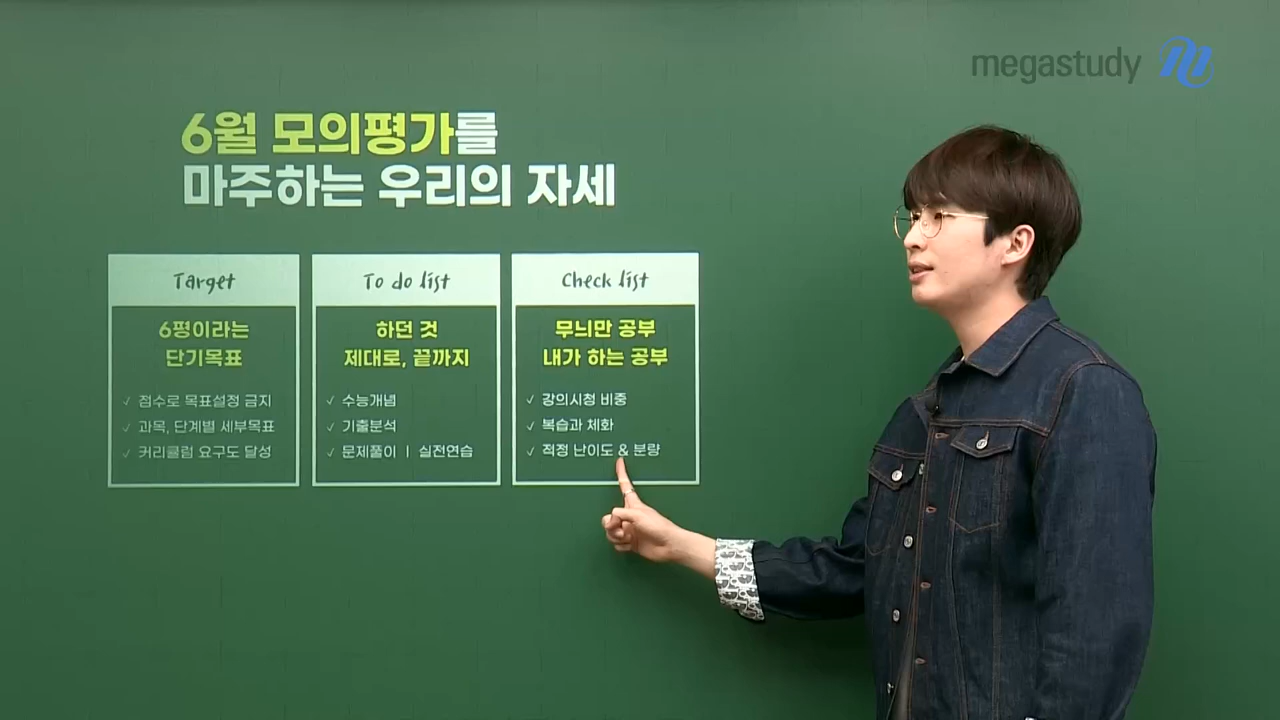 megastudy
6월 모의평가를
마주하는 우리의 자세
Target
6평이라는
단기목표
✓ 점수로 목표설정 금지
✓ 과목, 단계별 세부목표
✓ 커리큘럼 요구도 달성
To do list
하던 것
제대로, 끝까지
✓ 수능개념
✓ 기출분석
✓ 문제풀이 | 실전연습
Check list
무늬만 공부
내가 하는 공부
✓ 강의시청 비중
✓ 복습과 체화
✓ 적정 난이도 & 분량